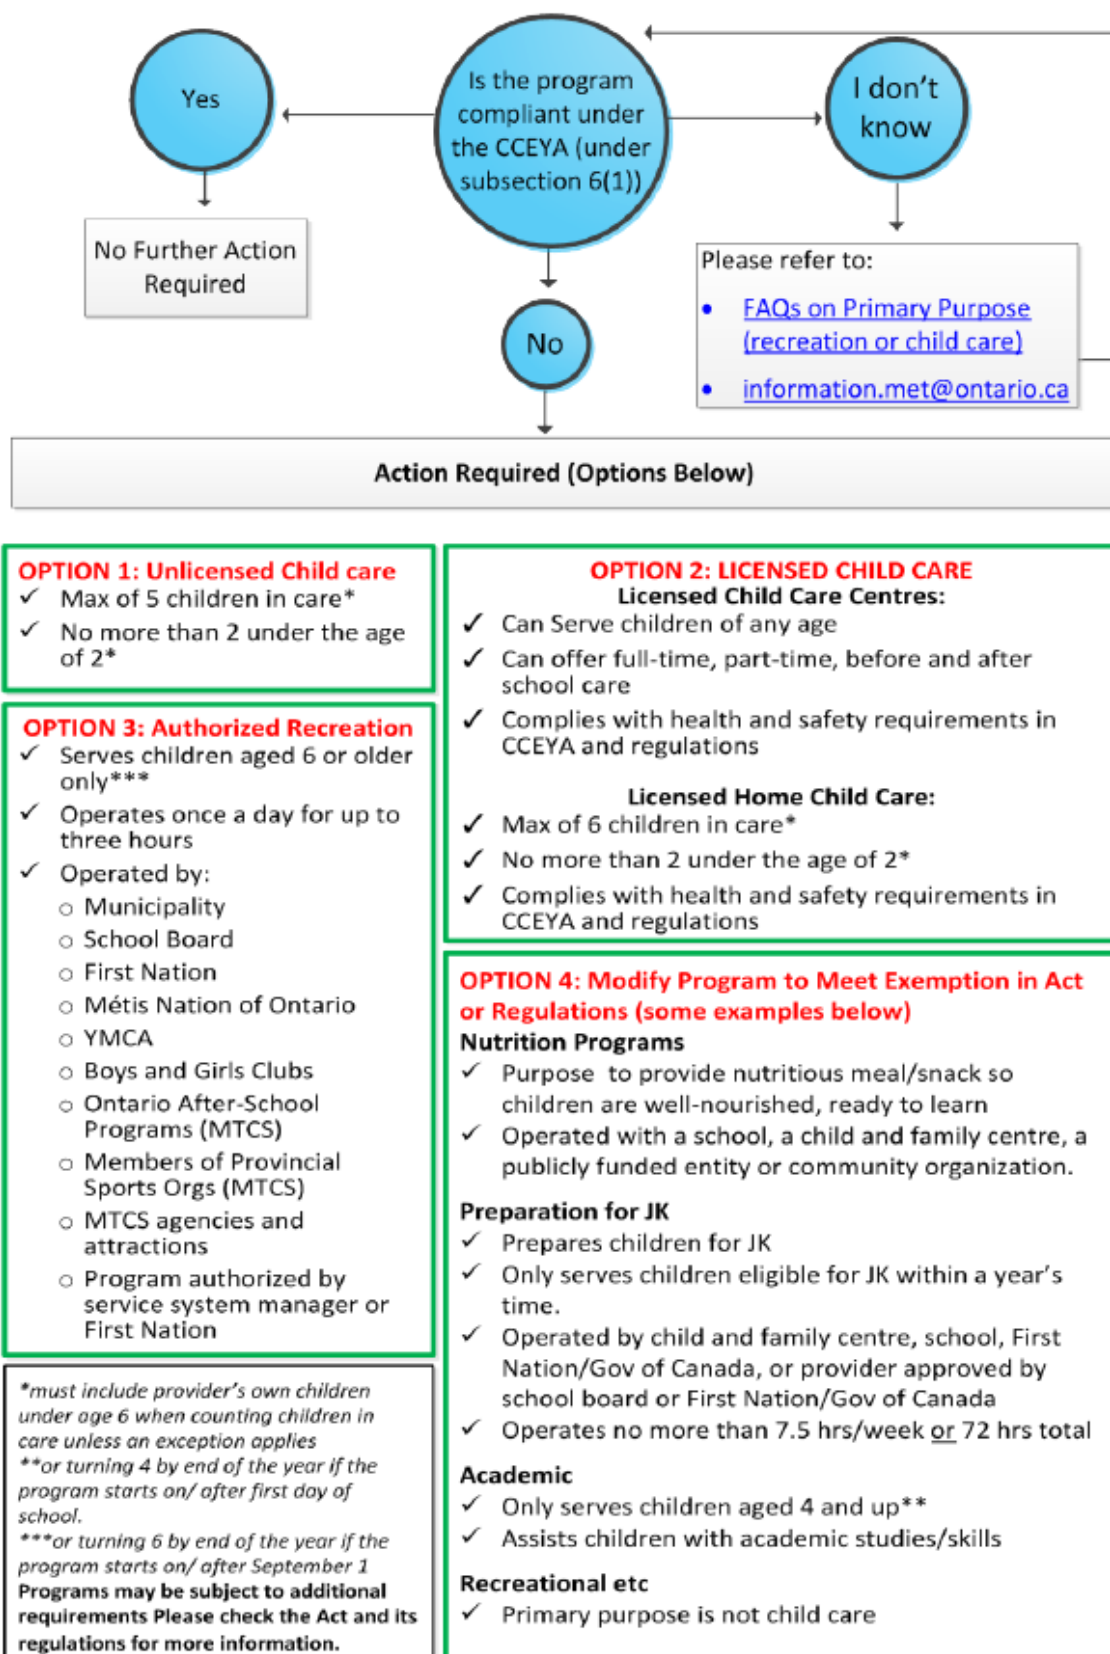 Yes
Is the program
compliant under
the CCEYA (under
subsection 6(1))
I don't
know
No Further Action
Required
No
Please refer to:
• FAQs on Primary Purpose
(recreation or child care)
• information.met@ontario.ca
Action Required (Options Below)
OPTION 1: Unlicensed Child care
✓ Max of 5 children in care*
✓ No more than 2 under the age
of 2*
OPTION 2: LICENSED CHILD CARE
Licensed Child Care Centres:
✓ Can Serve children of any age
✓ Can offer full-time, part-time, before and after
school care
✓ Complies with health and safety requirements in
CCEYA and regulations
Licensed Home Child Care:
✓ Max of 6 children in care*
✓ No more than 2 under the age of 2*
✓ Complies with health and safety requirements in
CCEYA and regulations
OPTION 3: Authorized Recreation
✓ Serves children aged 6 or older
only***
✓ Operates once a day for up to
three hours
✓ Operated by:
o Municipality
o School Board
o First Nation
o Métis Nation of Ontario
o YMCA
o Boys and Girls Clubs
o Ontario After-School
Programs (MTCS)
o Members of Provincial
Sports Orgs (MTCS)
o MTCS agencies and
attractions
o Program authorized by
service system manager or
First Nation
OPTION 4: Modify Program to Meet Exemption in Act
or Regulations (some examples below)
Nutrition Programs
✓ Purpose to provide nutritious meal/snack so
children are well-nourished, ready to learn
✓ Operated with a school, a child and family centre, a
publicly funded entity or community organization.
Preparation for JK
✓ Prepares children for JK
✓ Only serves children eligible for JK within a year's
time.
✓ Operated by child and family centre, school, First
Nation/Gov of Canada, or provider approved by
school board or First Nation/Gov of Canada
✓ Operates no more than 7.5 hrs/week or 72 hrs total
Academic
✓ Only serves children aged 4 and up**
✓ Assists children with academic studies/skills
Recreational etc
✓ Primary purpose is not child care
*must include provider's own children
under age 6 when counting children in
care unless an exception applies
**or turning 4 by end of the year if the
program starts on/ after first day of
school.
***or turning 6 by end of the year if the
program starts on/ after September 1
Programs may be subject to additional
requirements Please check the Act and its
regulations for more information.